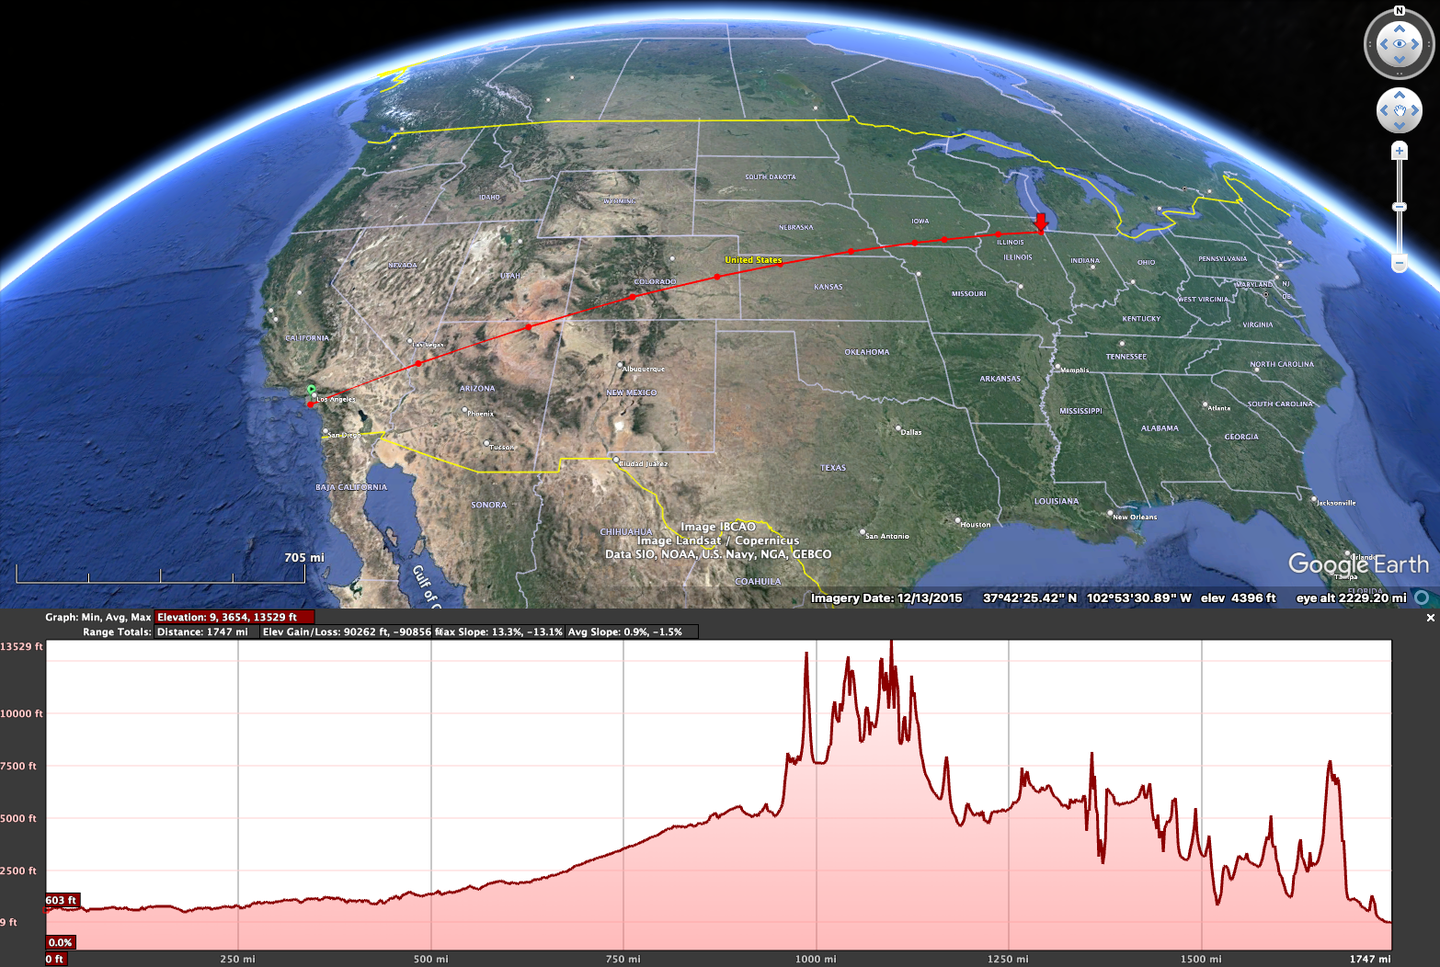 N
SOUTH DAKOTA
IDAHO
WYOMING
IOWA
NEBRASKA
ILLINOIS
United States
NEVADA
ILLINOIS
INDIANA
OHIO
PENNSYLVANIA
UTAH
COLORADO
KANSAS
MISSOURI
MARYLAND
NJ
DE
WEST VIRGINIA
KENTUCKY
VIRGINIA
CALIFORNIA
Las Vegas
OKLAHOMA
TENNESSEE
NORTH CAROLINA
Albuquerque
Memphis
ARKANSAS
ARIZONA
NEW MEXICO
Los Angeles
SOUTH CAROLINA
Atlanta
Phoenix
MISSISSIPPI
ALABAMA
GEORGIA
San Diego
Tucson
Dallas
Ciudad Juarez
TEXAS
BAJA CALIFORNIA
SONORA
LOUISIANA
Jacksonville
New Orleans
Houston
CHIHUAHUA
Image IBCAO
Image Landsat / Copernicus
Data SIO, NOAA, U.S. Navy, NGA, GEBCO
San Antonio
705 mi
Orlando
Google Earth
Gulf of C
COAHUILA
Tampa
FLORIDA
Imagery Date: 12/13/2015 37°42'25.42" N 102°53'30.89" W elev 4396 ft eye alt 2229.20 mi
Graph: Min, Avg, Max Elevation: 9, 3654, 13529 ft
Range Totals: Distance: 1747 mi Elev Gain/Loss: 90262 ft, -90856 ft Max Slope: 13.3%, -13.1% Avg Slope: 0.9%, -1.5%
13529 ft
10000 ft
7500 ft
5000 ft
2500 ft
603 ft
9 ft
0.0%
0 ft 250 mi 500 mi 750 mi 1000 mi 1250 mi 1500 mi 1747 mi